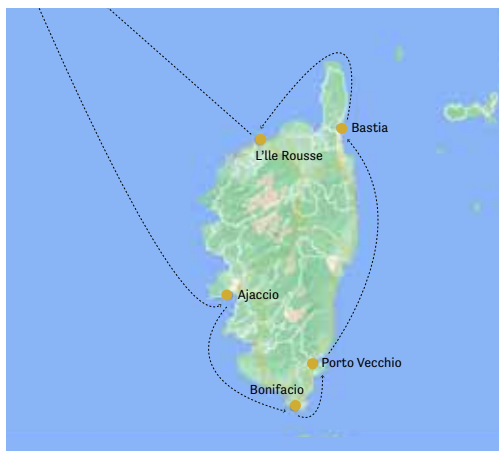 Bastia
L'Ile Rousse
Ajaccio
Porto Vecchio
Bonifacio